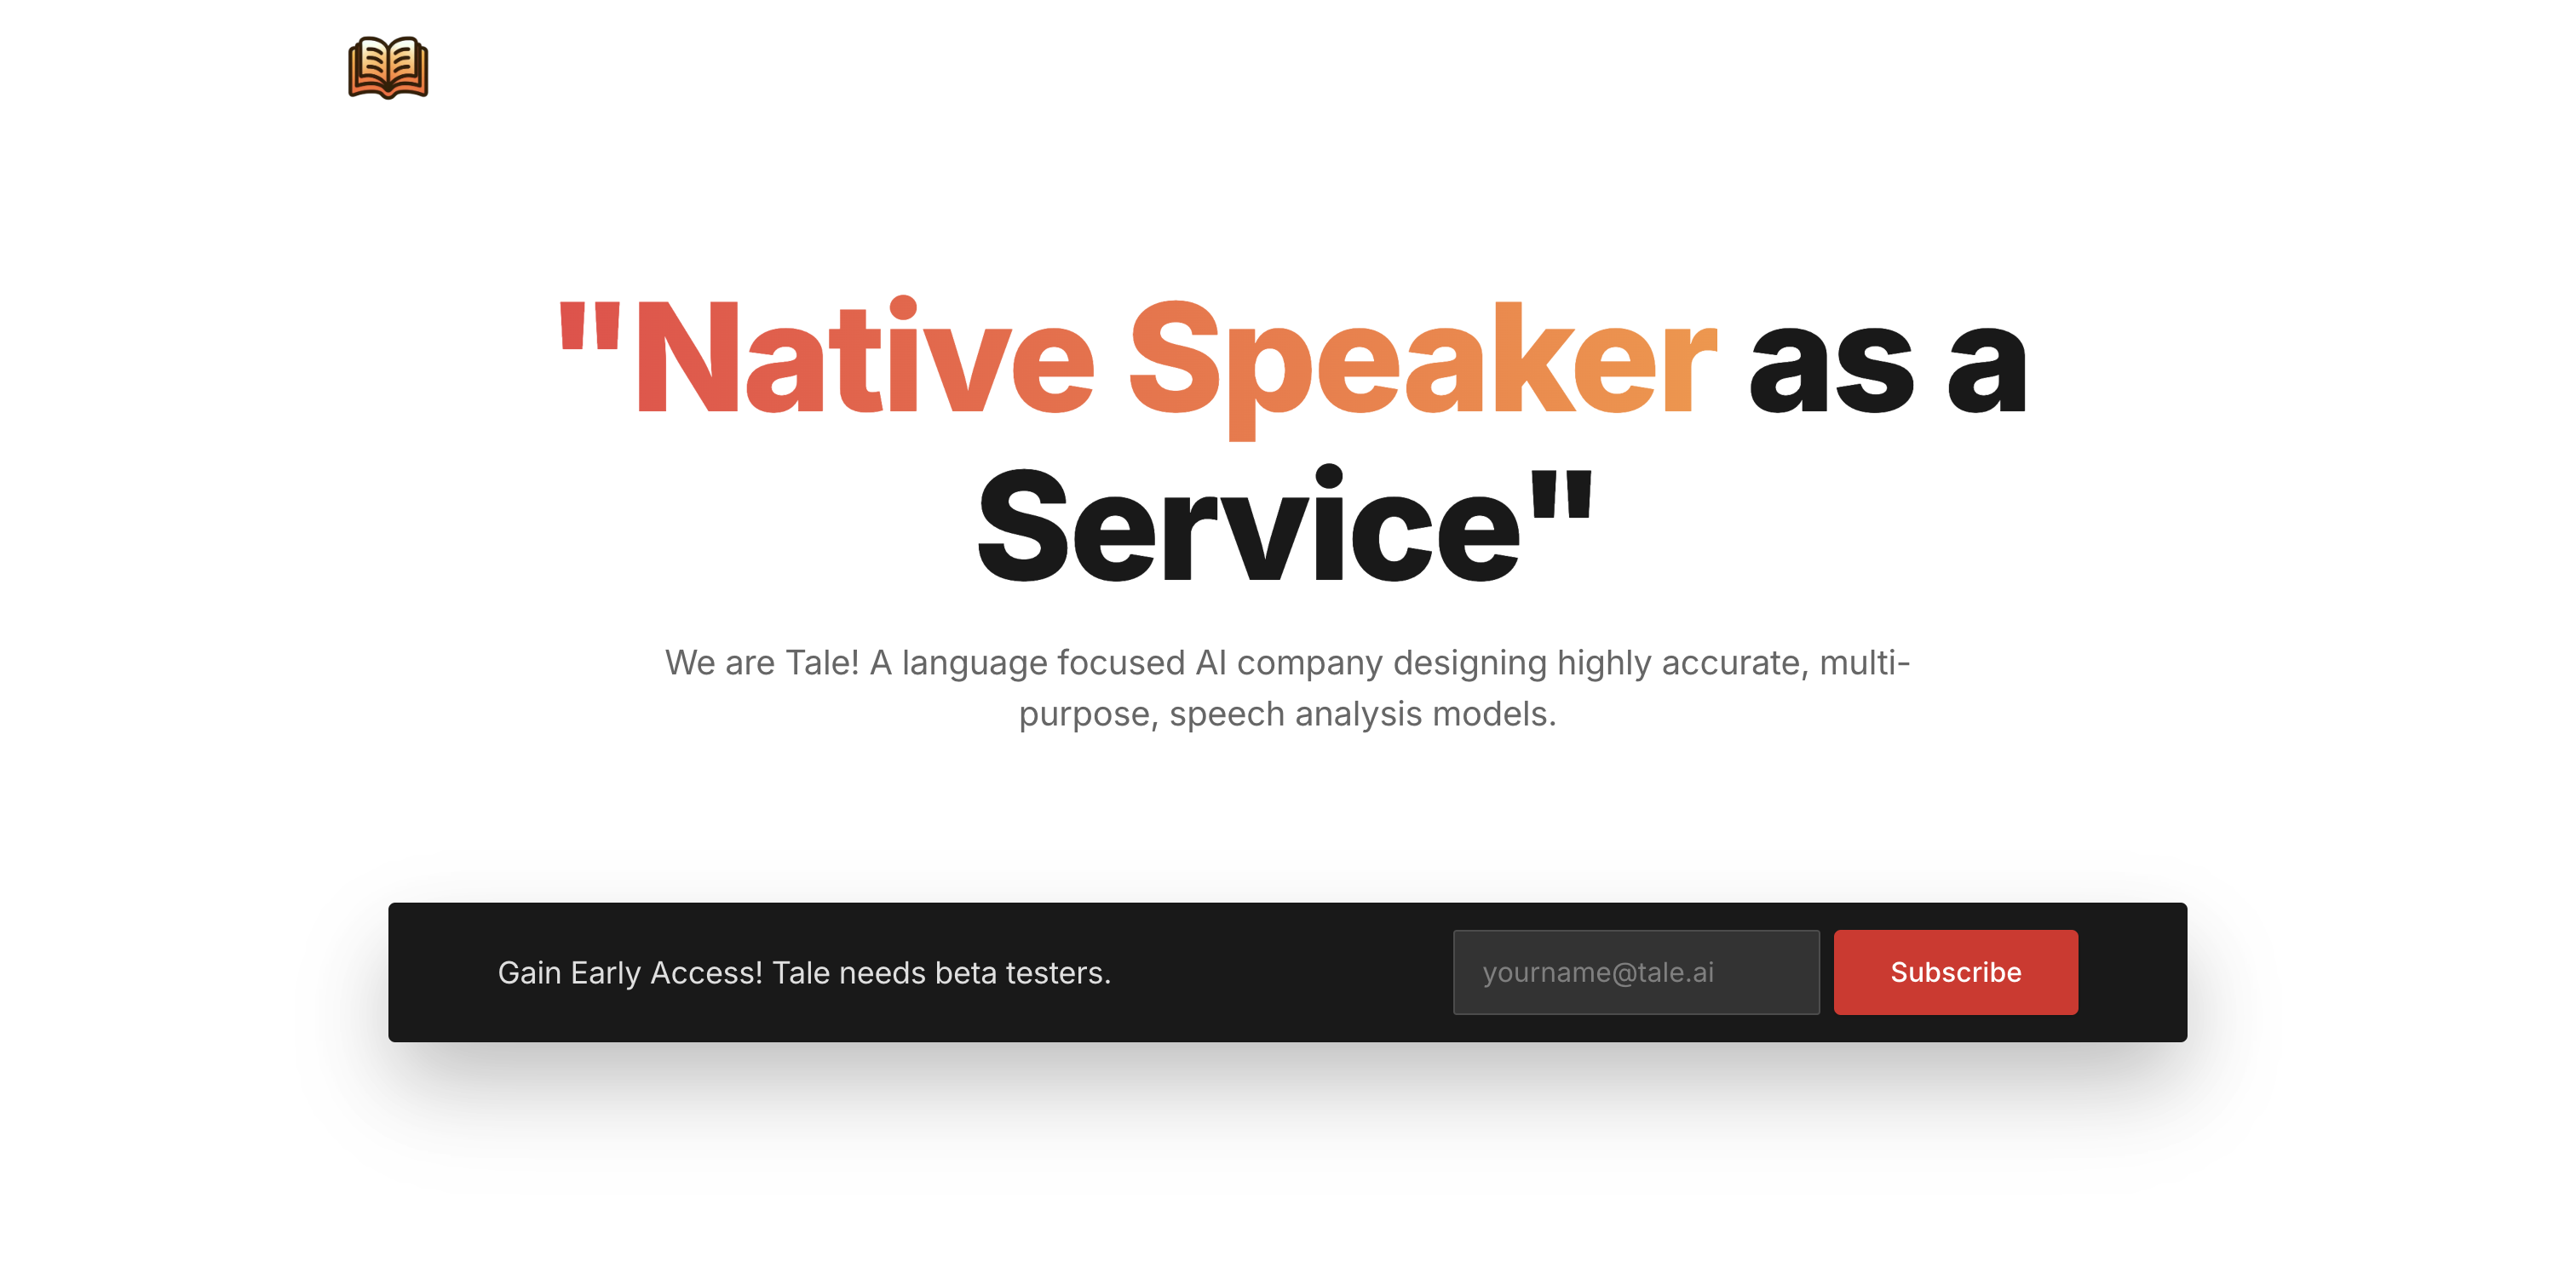 "Native Speaker as a
Service"
We are Tale! A language focused AI company designing highly accurate, multi-
purpose, speech analysis models.
Gain Early Access! Tale needs beta testers.
yourname@tale.ai
Subscribe